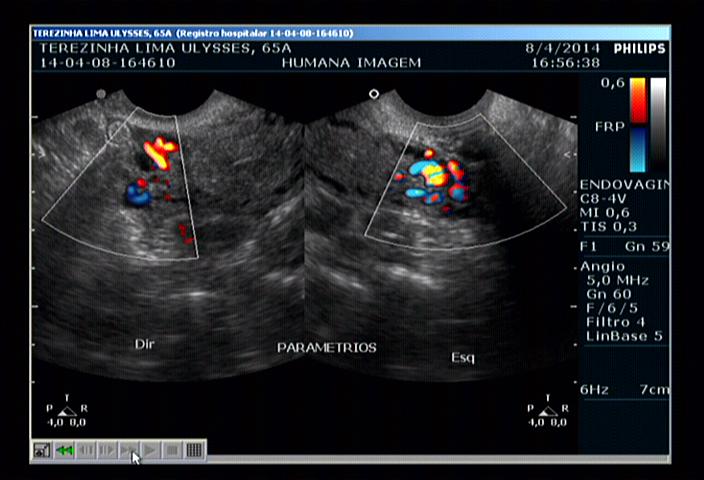 TEREZINHA LIMA ULYSSES, 65A (Registro hospitalar 14-04-08-164610)
TEREZINHA LIMA ULYSSES, 65A 8/4/2014 PHILIPS
14-04-08-164610 HUMANA IMAGEM 16:56:38
0,6
FRP
ENDOVAGIN
C8-4V
MI 0,6
TIS 0,3
F1 Gn 59
Angio
5,0 MHz
Gn 60
F/6/5
Filtro 4
LinBase 5
Dir PARAMETRIOS Esq
6Hz 7cm
T T
P R P R
4,0 8,0 4,0 8,0